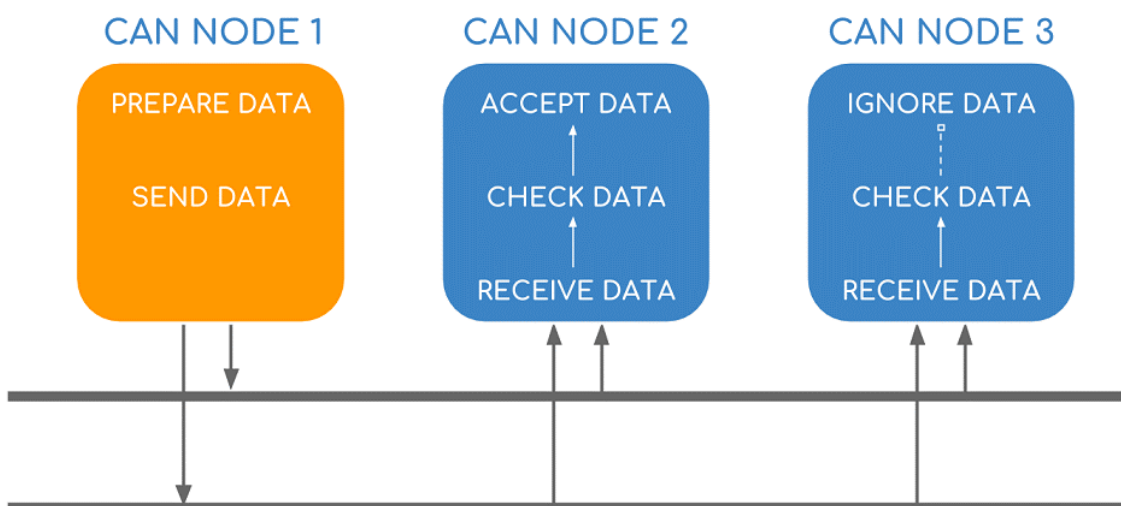 CAN NODE 1
PREPARE DATA
SEND DATA
CAN NODE 2
ACCEPT DATA
CHECK DATA
RECEIVE DATA
CAN NODE 3
IGNORE DATA
CHECK DATA
RECEIVE DATA